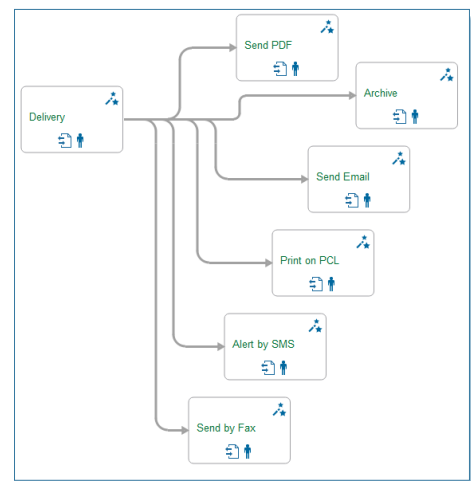 Send PDF
Archive
Delivery
Send Email
Print on PCL
Alert by SMS
Send by Fax